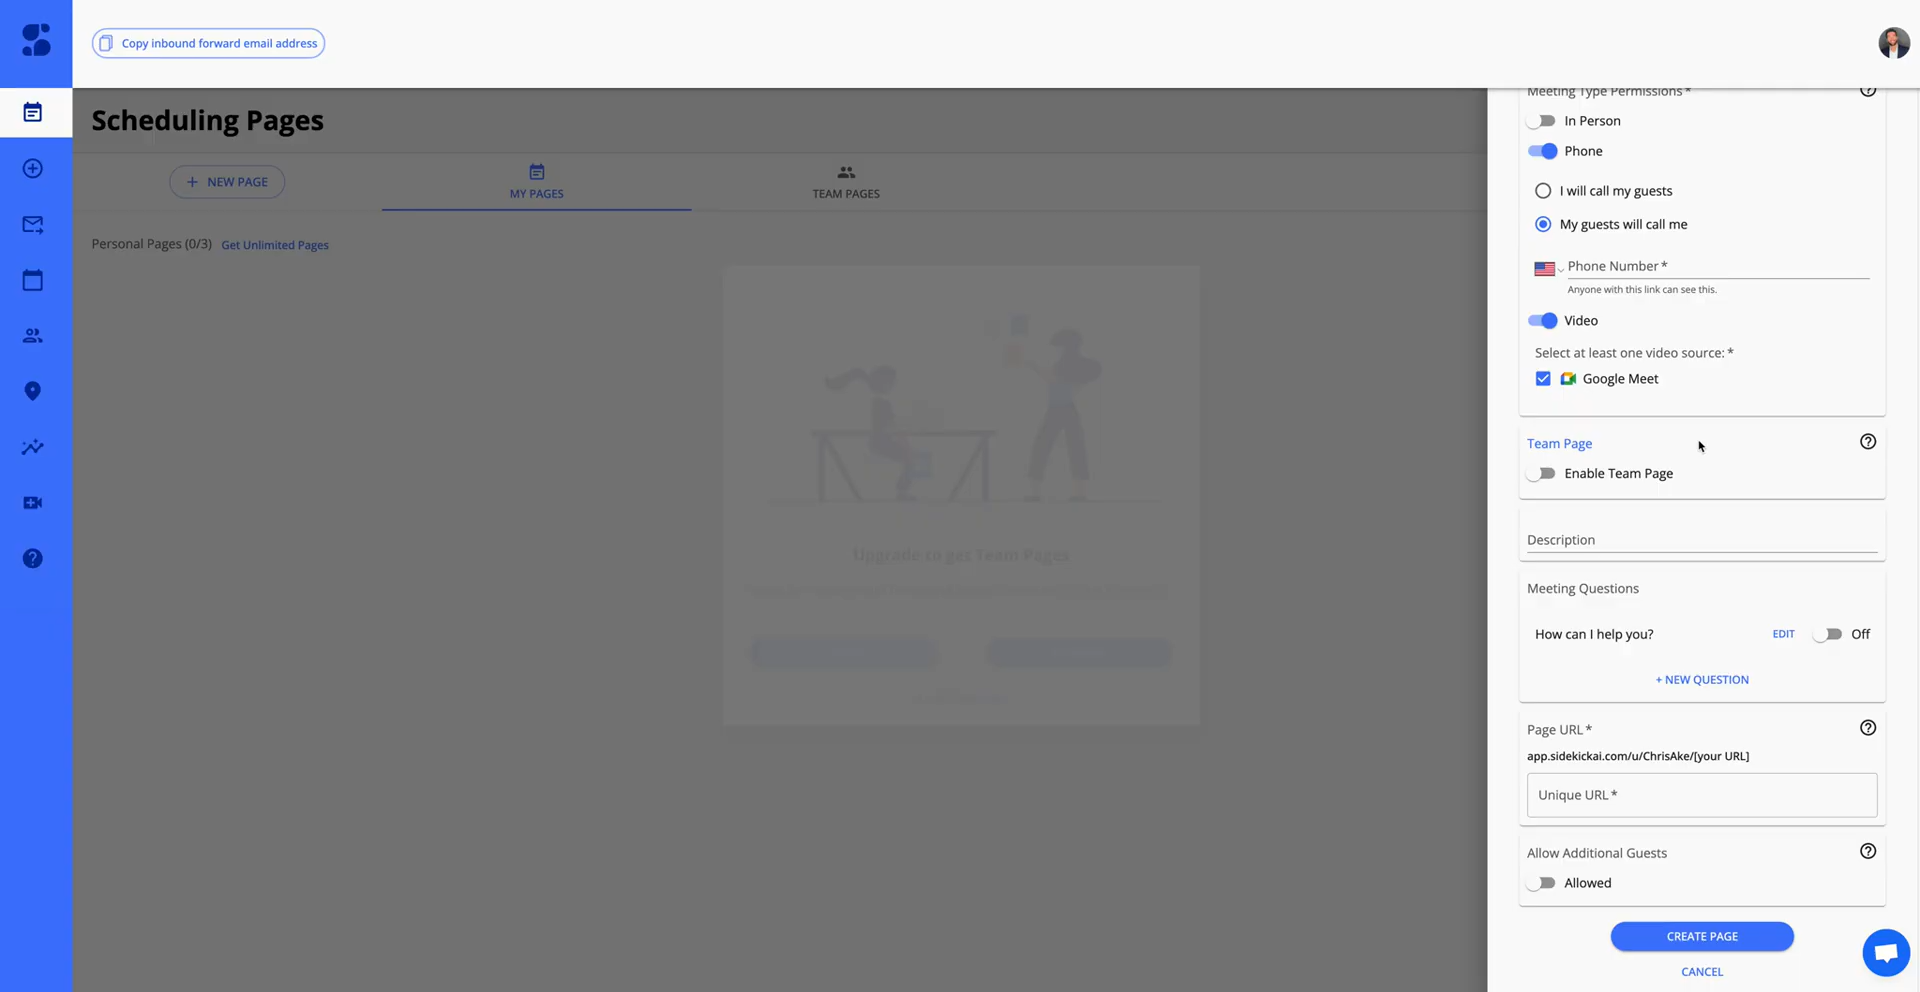 Copy inbound forward email address
Scheduling Pages
+ NEW PAGE
MY PAGES
TEAM PAGES
Personal Pages (0/3) Get Unlimited Pages
Upgrade to get Team Pages
Meeting Type Permissions *
In Person
Phone
I will call my guests
My guests will call me
Phone Number *
Anyone with this link can see this.
Video
Select at least one video source: *
Google Meet
Team Page
Enable Team Page
Description
Meeting Questions
How can I help you? EDIT Off
+ NEW QUESTION
Page URL *
app.sidekickai.com/u/ChrisAke/[your URL]
Unique URL *
Allow Additional Guests
Allowed
CREATE PAGE
CANCEL